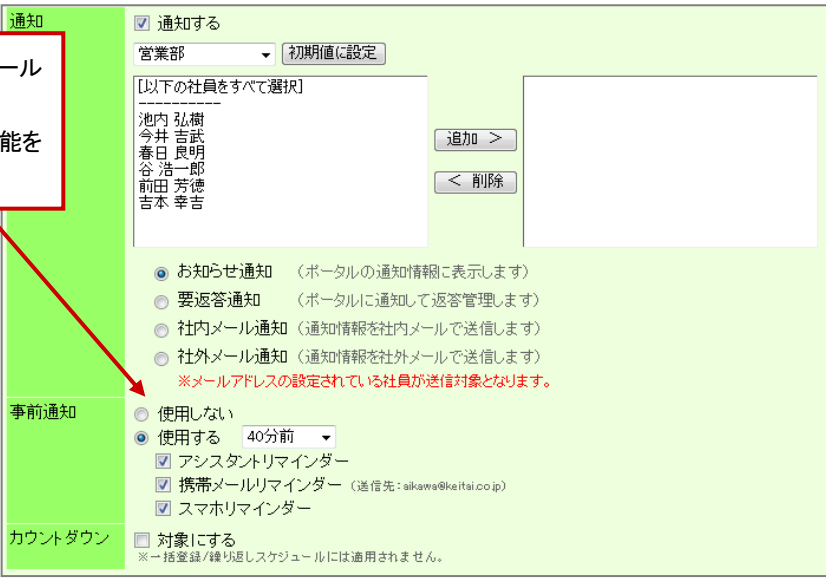 通知
通知する
ール
能を
営業部
初期値に設定
[以下の社員をすべて選択]
----------
池内 弘樹
今井 吉武
春日 良明
谷 浩一郎
前田 芳徳
吉本 幸吉
追加 ＞
＜ 削除
お知らせ通知 （ポータルの通知情報に表示します）
要返答通知 （ポータルに通知して返答管理します）
社内メール通知（通知情報を社内メールで送信します）
社外メール通知（通知情報を社外メールで送信します）
※メールアドレスの設定されている社員が送信対象となります。
事前通知
使用しない
使用する 40分前
アシスタントリマインダー
携帯メールリマインダー（送信先：aikawa@keitai.co.jp）
スマホリマインダー
カウントダウン
対象にする
※一括登録/繰り返しスケジュールには適用されません。